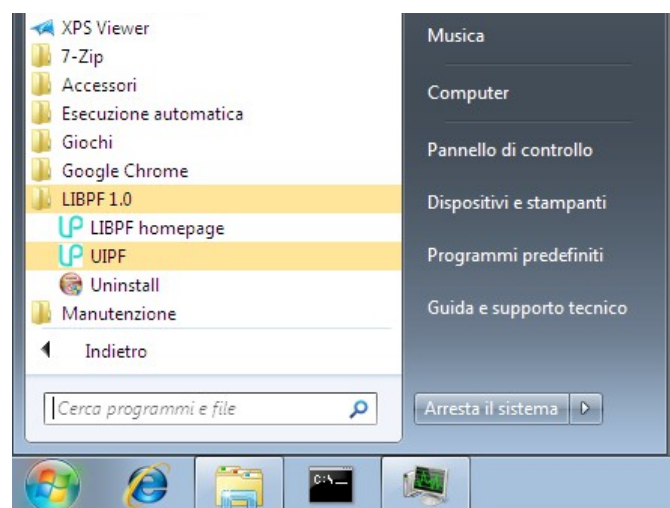 XPS Viewer
7-Zip
Accessori
Esecuzione automatica
Giochi
Google Chrome
LIBPF 1.0
LIBPF homepage
UIPF
Uninstall
Manutenzione
Indietro
Cerca programmi e file
Musica
Computer
Pannello di controllo
Dispositivi e stampanti
Programmi predefiniti
Guida e supporto tecnico
Arresta il sistema
C:\_